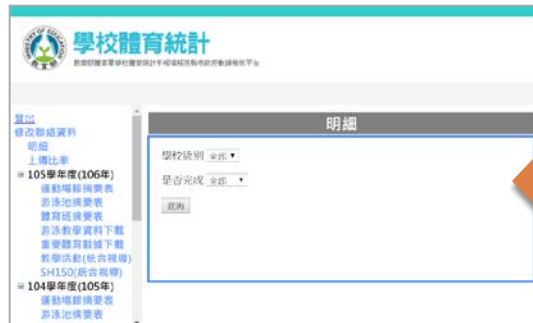 MINISTRY OF EDUCATION
教育部
學校體育統計
登出
修改聯絡資料
明細
上傳比率
105學年度(106年)
運動場館摘要表
游泳池摘要表
體育班摘要表
游泳教學資料下載
重要體育數據下載
教學活動(統合視導)
SH150(統合視導)
104學年度(105年)
運動場館摘要表
游泳池摘要表
明細
學校級別 全部
是否完成 全部
查詢